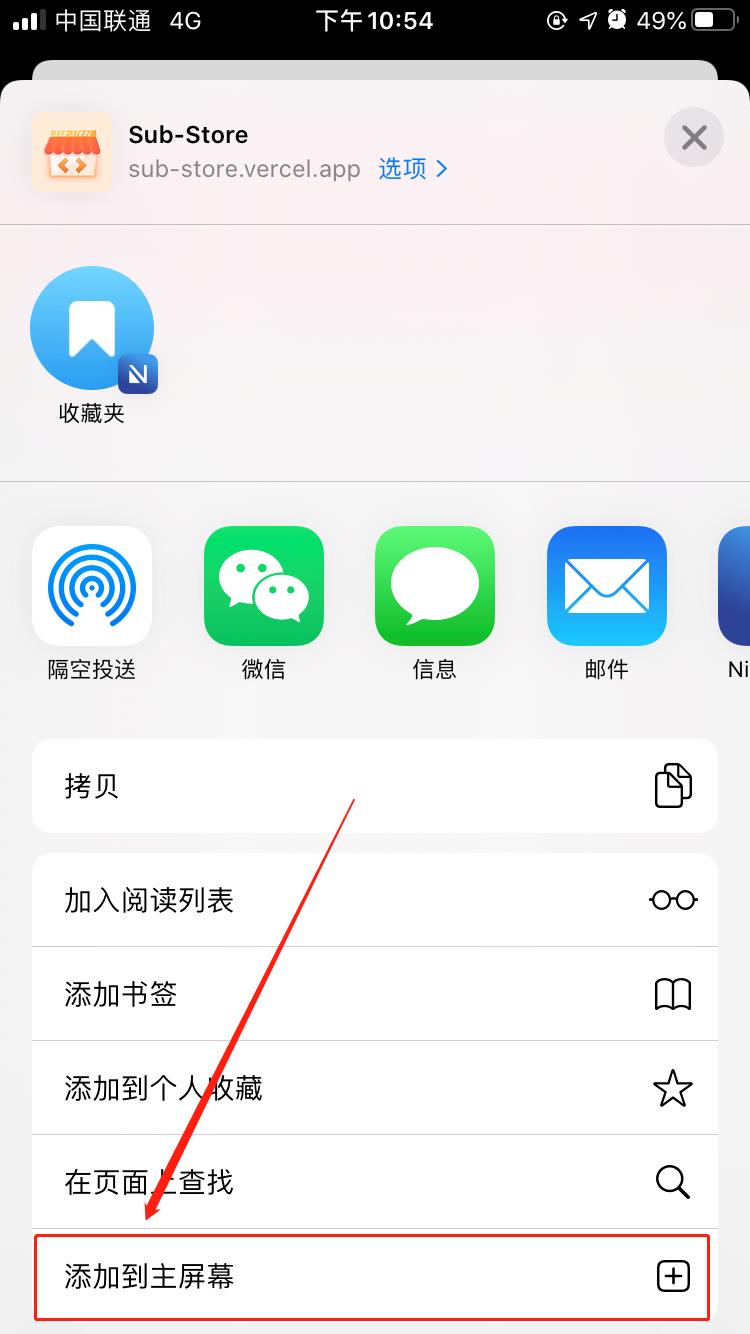 中国联通 4G 下午10:54 49%
Sub-Store
sub-store.vercel.app 选项
收藏夹
隔空投送 微信 信息 邮件 Ni
拷贝
加入阅读列表
添加书签
添加到个人收藏
在页面上查找
添加到主屏幕